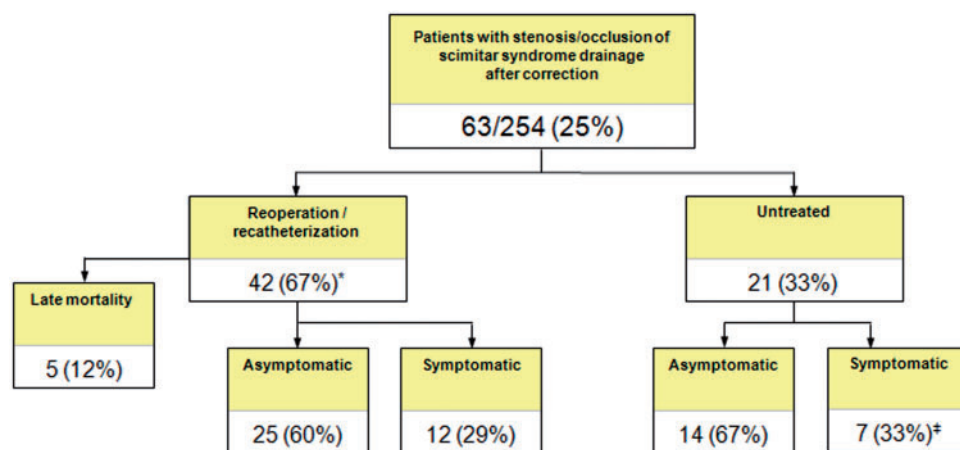 Patients with stenosis/occlusion of
scimitar syndrome drainage
after correction
63/254 (25%)
Reoperation /
recatheterization
42 (67%)*
Untreated
21 (33%)
Late mortality
5 (12%)
Asymptomatic
25 (60%)
Symptomatic
12 (29%)
Asymptomatic
14 (67%)
Symptomatic
7 (33%)‡